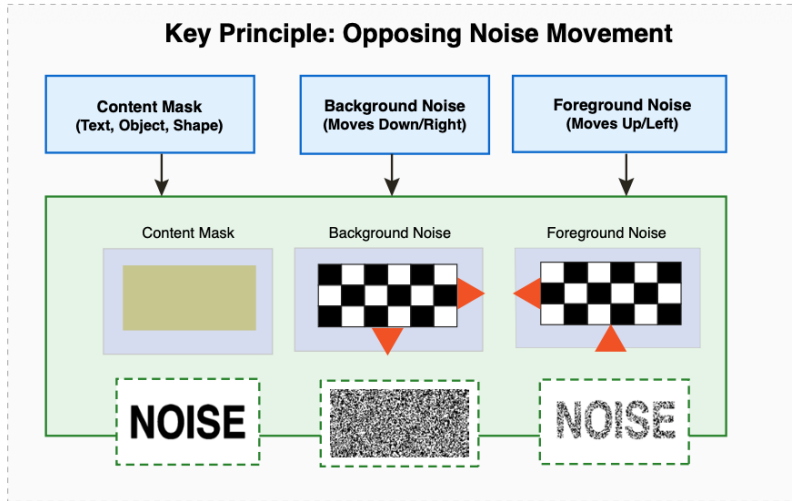 Key Principle: Opposing Noise Movement
Content Mask
(Text, Object, Shape)
Background Noise
(Moves Down/Right)
Foreground Noise
(Moves Up/Left)
Content Mask
Background Noise
Foreground Noise
NOISE
NOISE